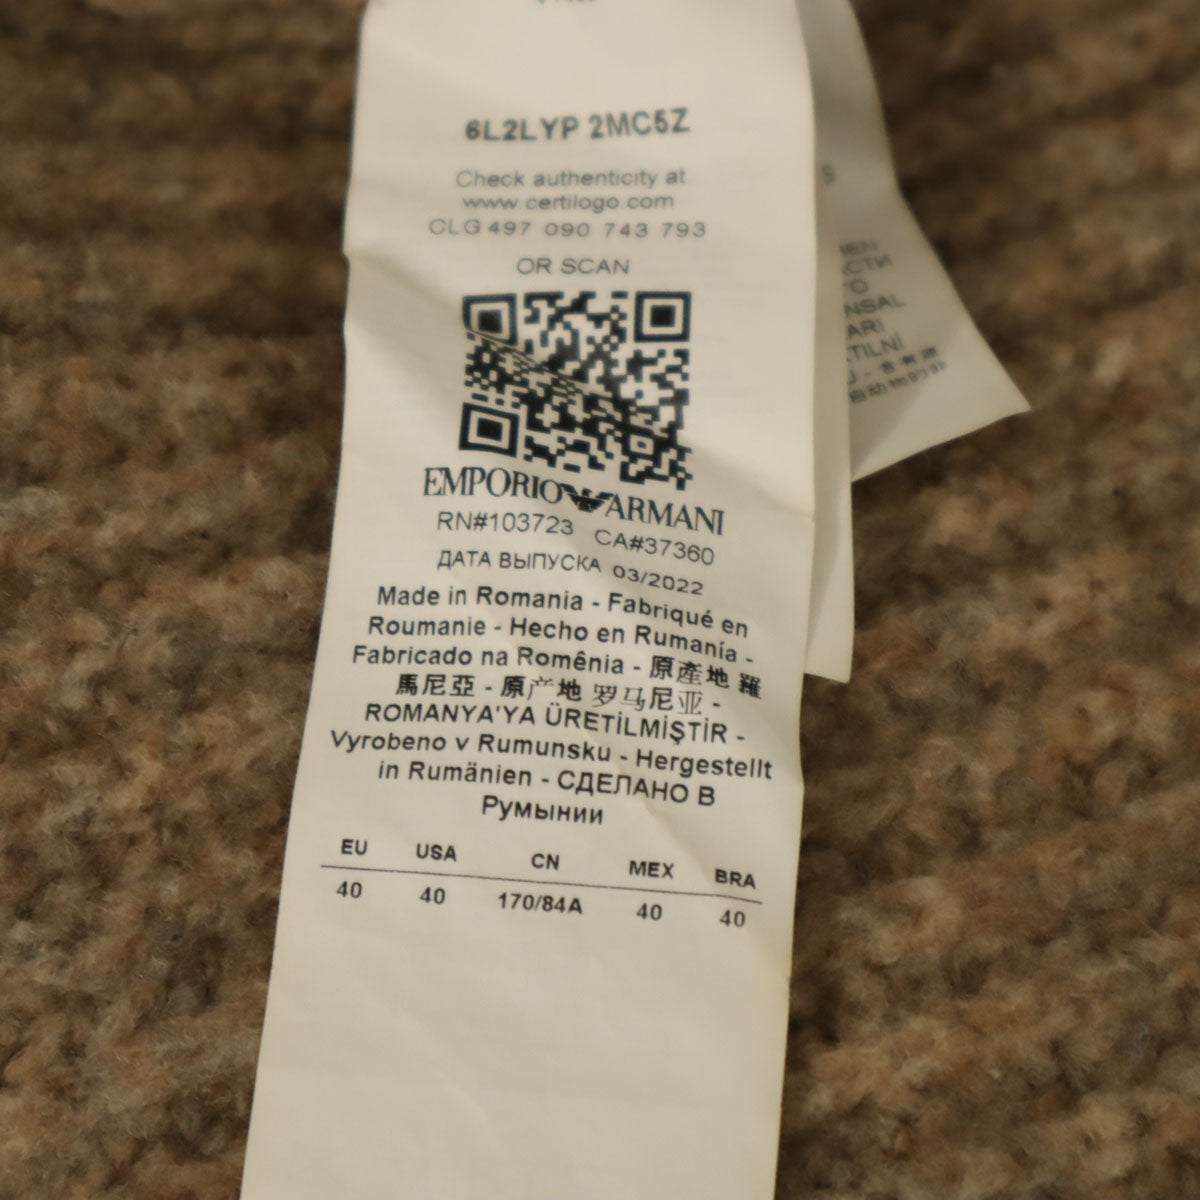 6L2LYP 2MC5Z
Check authenticity at
www.certilogo.com
CLG 497 090 743 793
OR SCAN
EMPORIO ARMANI
RN#103723 CA#37360
ДАТА ВЫПУСКА 03/2022
Made in Romania - Fabriqué en
Roumanie - Hecho en Rumanía -
Fabricado na Romênia - 原產地 羅
馬尼亞 - 原产地 罗马尼亚 -
ROMANYA'YA ÜRETİLMİŞTİR -
Vyrobeno v Rumunsku - Hergestellt
in Rumänien - СДЕЛАНО В
Румынии
EU USA CN MEX BRA
40 40 170/84A 40 40